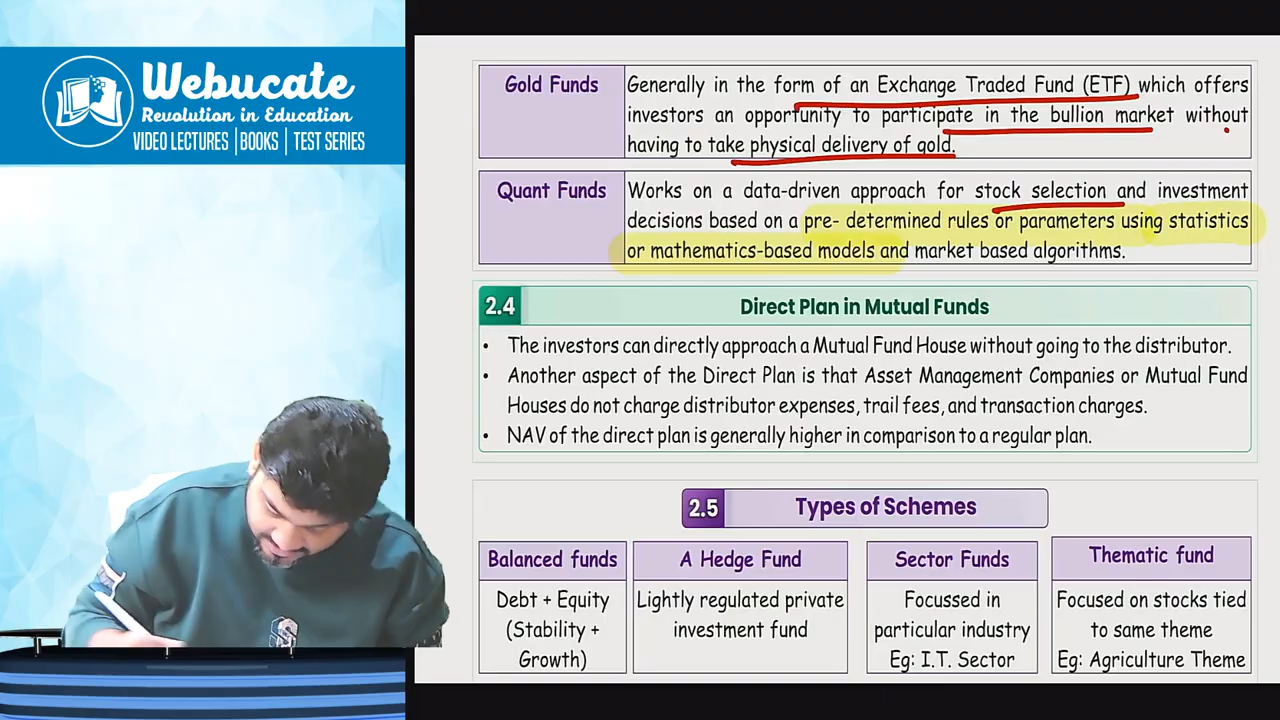 Webucate
Revolution in Education
VIDEO LECTURES | BOOKS | TEST SERIES
Gold Funds
Generally in the form of an Exchange Traded Fund (ETF) which offers
investors an opportunity to participate in the bullion market without
having to take physical delivery of gold.
Quant Funds
Works on a data-driven approach for stock selection and investment
decisions based on a pre- determined rules or parameters using statistics
or mathematics-based models and market based algorithms.
2.4
Direct Plan in Mutual Funds
• The investors can directly approach a Mutual Fund House without going to the distributor.
• Another aspect of the Direct Plan is that Asset Management Companies or Mutual Fund
Houses do not charge distributor expenses, trail fees, and transaction charges.
• NAV of the direct plan is generally higher in comparison to a regular plan.
2.5
Types of Schemes
Balanced funds
Debt + Equity
(Stability +
Growth)
A Hedge Fund
Lightly regulated private
investment fund
Sector Funds
Focussed in
particular industry
Eg: I.T. Sector
Thematic fund
Focused on stocks tied
to same theme
Eg: Agriculture Theme